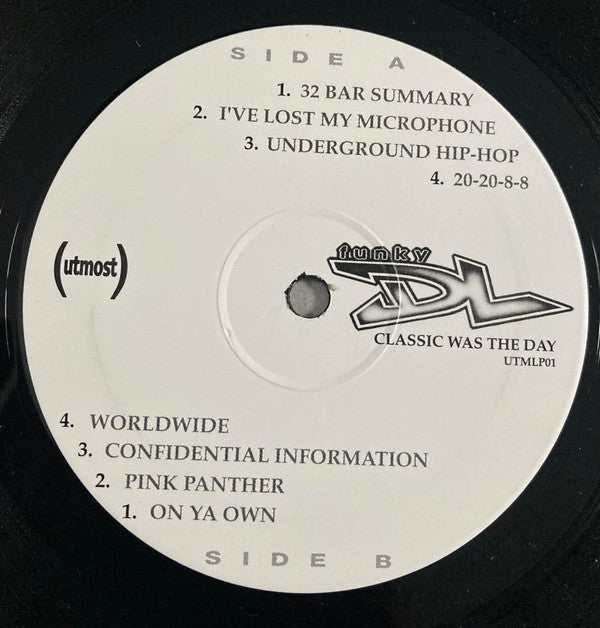 SIDE A
1. 32 BAR SUMMARY
2. I'VE LOST MY MICROPHONE
3. UNDERGROUND HIP-HOP
4. 20-20-8-8
(utmost)
funky
DL
CLASSIC WAS THE DAY
UTMLP01
4. WORLDWIDE
3. CONFIDENTIAL INFORMATION
2. PINK PANTHER
1. ON YA OWN
SIDE B